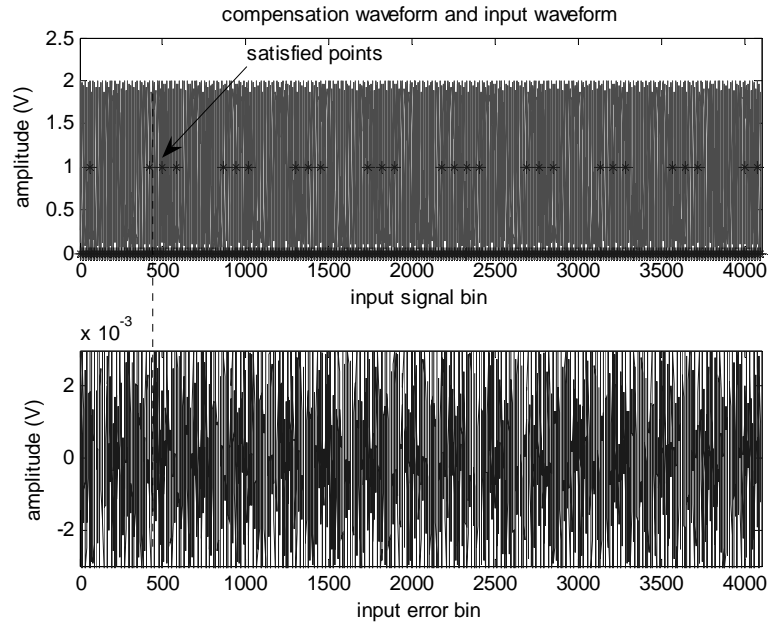 compensation waveform and input waveform
satisfied points
amplitude (V)
2.5
2
1.5
1
0.5
0
0 500 1000 1500 2000 2500 3000 3500 4000
input signal bin
x 10-3
amplitude (V)
2
0
-2
0 500 1000 1500 2000 2500 3000 3500 4000
input error bin